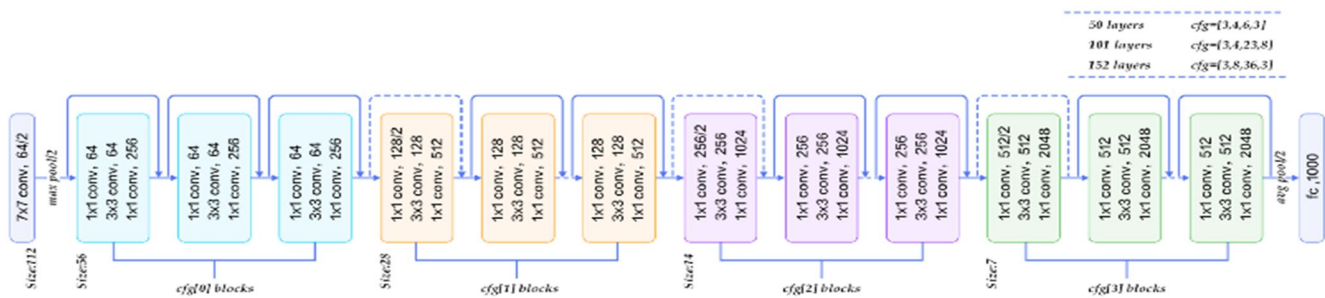 50 layers cfg=[3,4,6,3]
101 layers cfg=[3,4,23,8]
152 layers cfg=[3,8,36,3]
7x7 conv, 64/2
max pool/2
1x1 conv, 64
3x3 conv, 64
1x1 conv, 256
1x1 conv, 64
3x3 conv, 64
1x1 conv, 256
1x1 conv, 64
3x3 conv, 64
1x1 conv, 256
1x1 conv, 128/2
3x3 conv, 128
1x1 conv, 512
1x1 conv, 128
3x3 conv, 128
1x1 conv, 512
1x1 conv, 128
3x3 conv, 128
1x1 conv, 512
1x1 conv, 256/2
3x3 conv, 256
1x1 conv, 1024
1x1 conv, 256
3x3 conv, 256
1x1 conv, 1024
1x1 conv, 256
3x3 conv, 256
1x1 conv, 1024
1x1 conv, 512/2
3x3 conv, 512
1x1 conv, 2048
1x1 conv, 512
3x3 conv, 512
1x1 conv, 2048
1x1 conv, 512
3x3 conv, 512
1x1 conv, 2048
avg pool/2
fc ,1000
Size:112
Size:56
cfg[0] blocks
Size:28
cfg[1] blocks
Size:14
cfg[2] blocks
Size:7
cfg[3] blocks